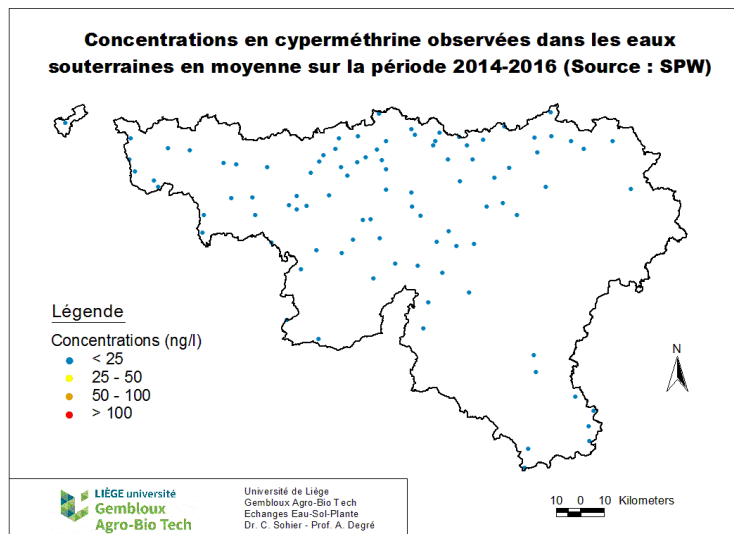 Concentrations en cyperméthrine observées dans les eaux
souterraines en moyenne sur la période 2014-2016 (Source : SPW)
Légende
Concentrations (ng/l)
< 25
25 - 50
50 - 100
> 100
N
10 0 10 Kilometers
LIÈGE université
Gembloux
Agro-Bio Tech
Université de Liège
Gembloux Agro-Bio Tech
Echanges Eau-Sol-Plante
Dr. C. Sohier - Prof. A. Degré